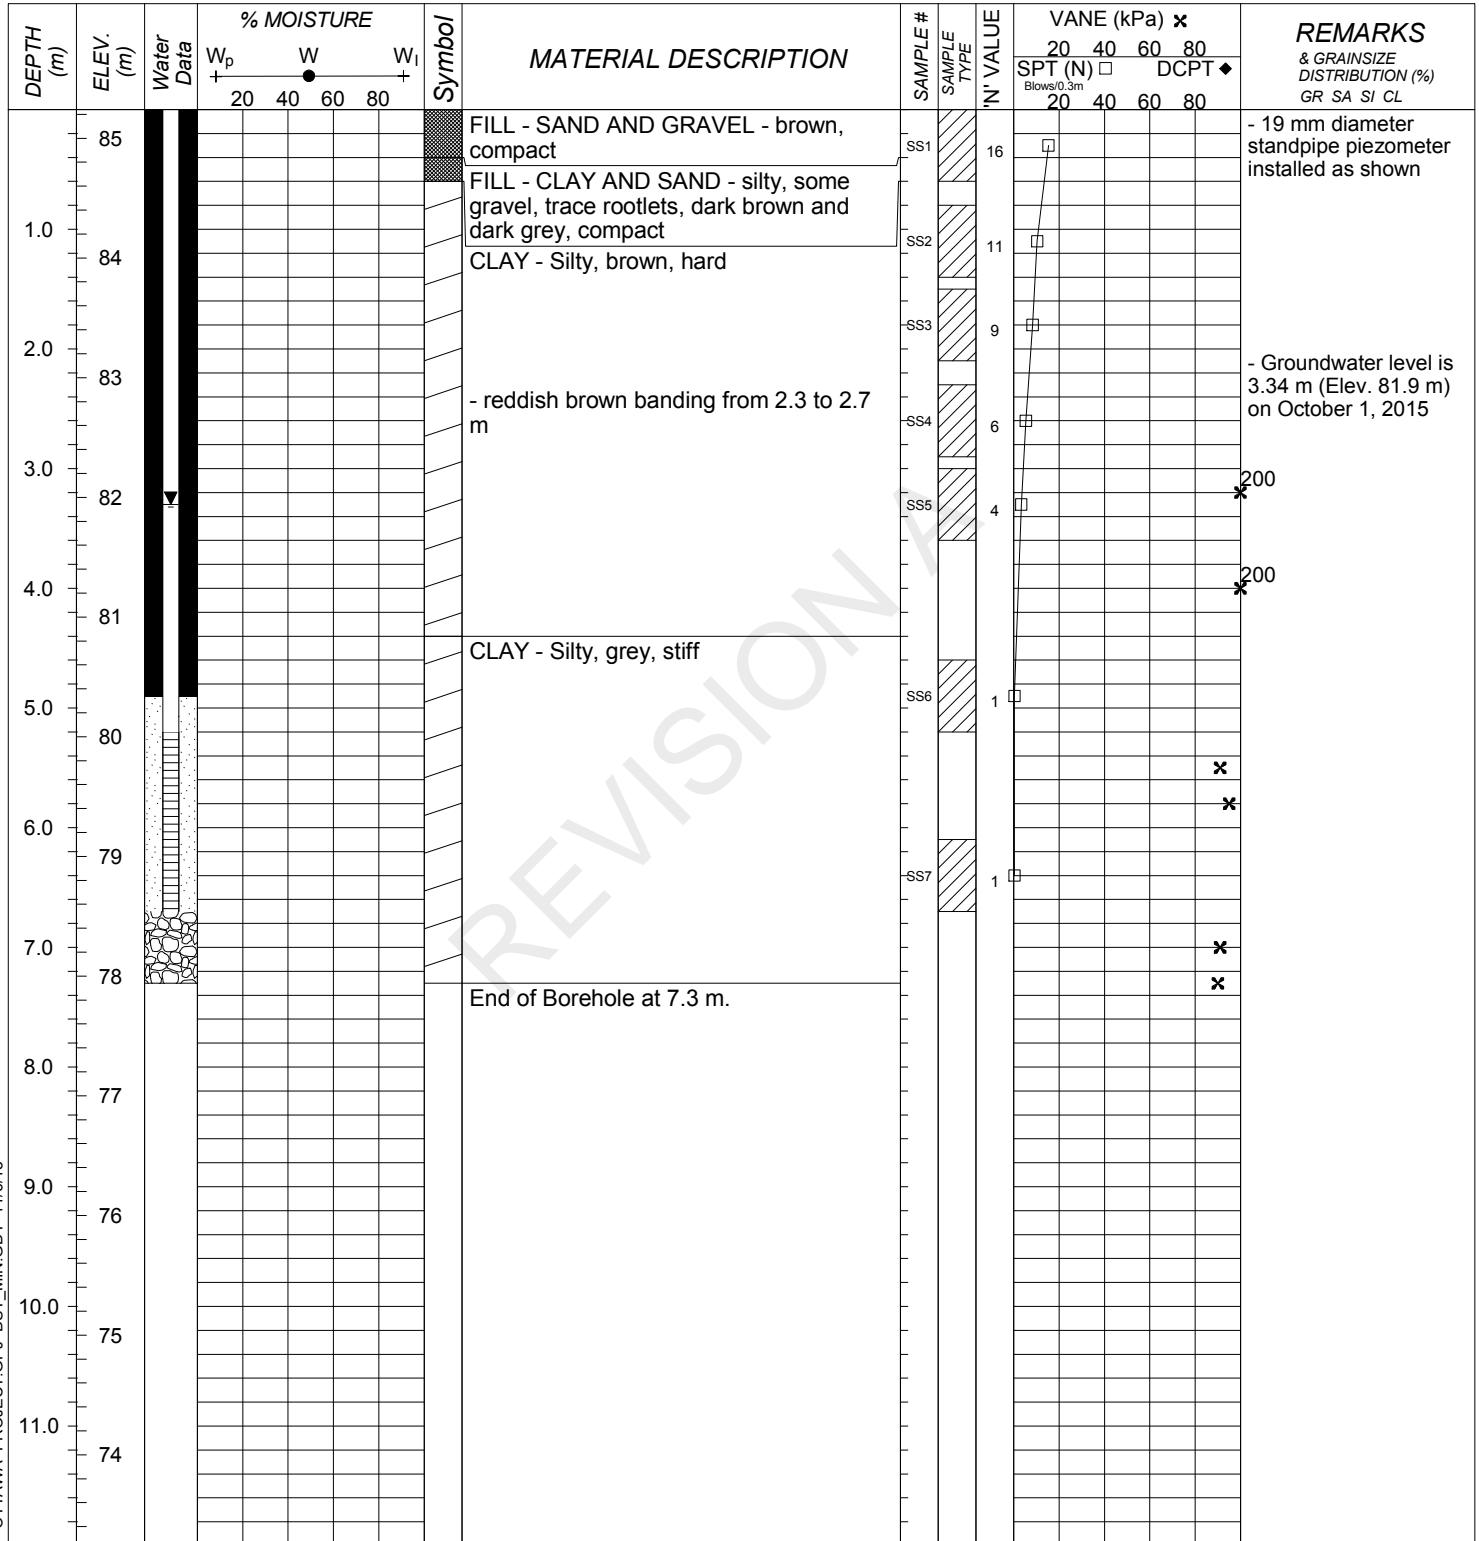 DEPTH (m)
ELEV. (m)
Water Data
% MOISTURE
Wp W Wl
20 40 60 80
Symbol
MATERIAL DESCRIPTION
SAMPLE #
SAMPLE TYPE
'N' VALUE
VANE (kPa)
20 40 60 80
SPT (N) □ DCPT ◆
Blows/0.3m
20 40 60 80
REMARKS
& GRAINSIZE
DISTRIBUTION (%)
GR SA SI CL
85
FILL - SAND AND GRAVEL - brown,
compact
SS1
16
- 19 mm diameter
standpipe piezometer
installed as shown
FILL - CLAY AND SAND - silty, some
gravel, trace rootlets, dark brown and
dark grey, compact
1.0
SS2
11
84
CLAY - Silty, brown, hard
SS3
9
2.0
83
- Groundwater level is
3.34 m (Elev. 81.9 m)
on October 1, 2015
- reddish brown banding from 2.3 to 2.7
m
SS4
6
3.0
200
82
SS5
4
200
4.0
81
CLAY - Silty, grey, stiff
SS6
1
5.0
80
6.0
79
SS7
1
7.0
78
End of Borehole at 7.3 m.
8.0
77
9.0
76
10.0
75
11.0
74
REVISION A